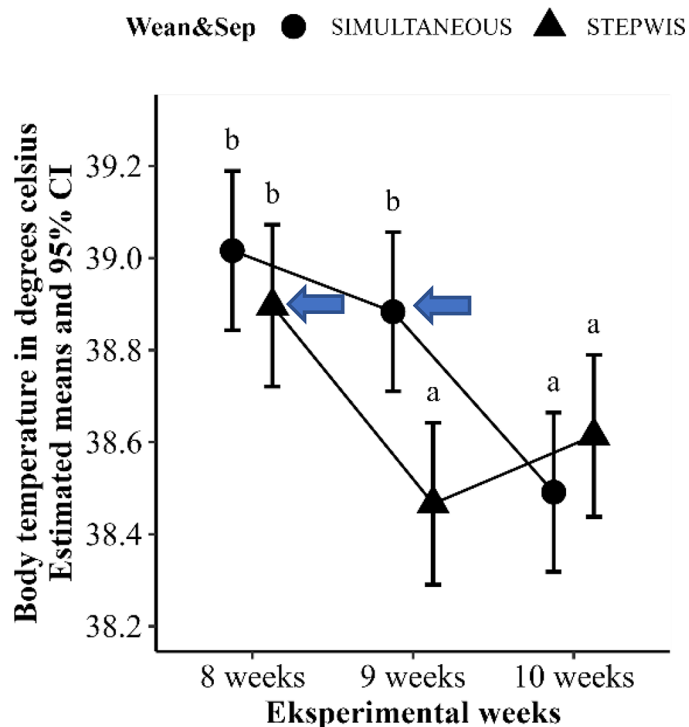 Wean&Sep SIMULTANEOUS STEPWIS
b
b
b
a
a
a
39.2
39.0
38.8
38.6
38.4
38.2
Body temperature in degrees celsius
Estimated means and 95% CI
8 weeks 9 weeks 10 weeks
Eksperimental weeks